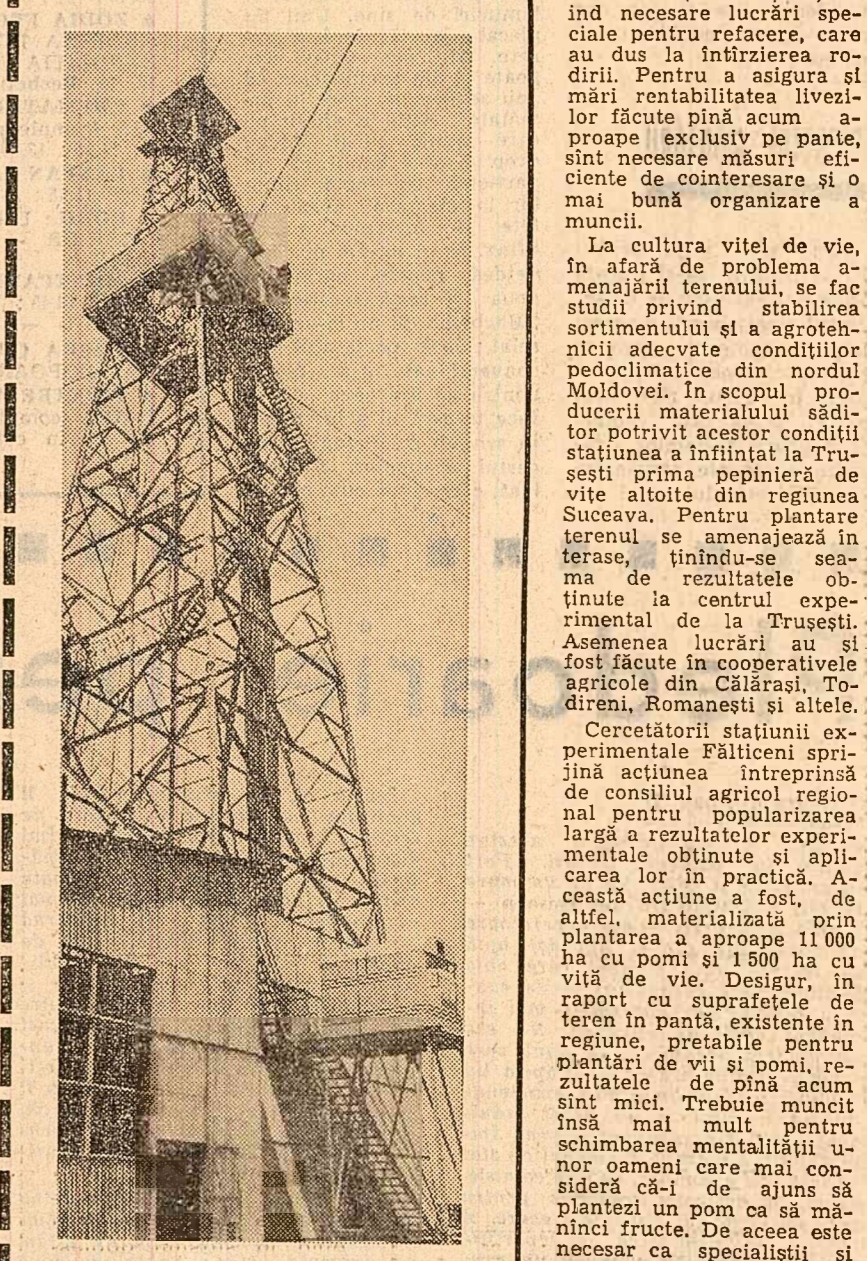 ind necesare lucrări spe-
ciale pentru refacere, care
au dus la întîrzierea ro-
dirii. Pentru a asigura și
mări rentabilitatea livezi-
lor făcute pînă acum a-
proape exclusiv pe pante,
sînt necesare măsuri efi-
ciente de cointeresare și o
mai bună organizare a
muncii.
La cultura viței de vie,
în afară de problema a-
menajării terenului, se fac
studii privind stabilirea
sortimentului și a agroteh-
nicii adecvate condițiilor
pedoclimatice din nordul
Moldovei. În scopul pro-
ducerii materialului sădi-
tor potrivit acestor condiții
stațiunea a înființat la Tru-
șești prima pepinieră de
vițe altoite din regiunea
Suceava. Pentru plantare
terenul se amenajează în
terase, ținîndu-se sea-
ma de rezultatele ob-
ținute la centrul expe-
rimental de la Trușești.
Asemenea lucrări au și
fost făcute în cooperativele
agricole din Călărași, To-
direni, Romanești și altele.
Cercetătorii stațiunii ex-
perimentale Fălticeni spri-
jină acțiunea întreprinsă
de consiliul agricol regio-
nal pentru popularizarea
largă a rezultatelor experi-
mentale obținute și apli-
carea lor în practică. A-
ceastă acțiune a fost, de
altfel, materializată prin
plantarea a aproape 11 000
ha cu pomi și 1 500 ha cu
viță de vie. Desigur, în
raport cu suprafețele de
teren în pantă, existente în
regiune, pretabile pentru
plantări de vii și pomi, re-
zultatele de pînă acum
sînt mici. Trebuie muncit
însă mai mult pentru
schimbarea mentalității u-
nor oameni care mai con-
sideră că-i de ajuns să
plantezi un pom ca să mă-
nînci fructe. De aceea este
necesar ca specialiștii și